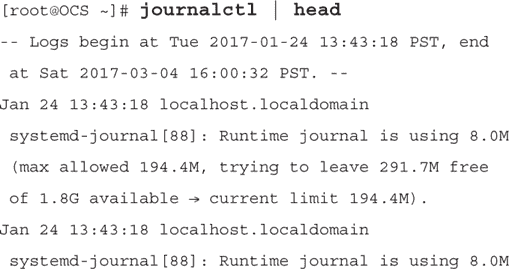 [root@OCS ~]# journalctl | head
-- Logs begin at Tue 2017-01-24 13:43:18 PST, end
at Sat 2017-03-04 16:00:32 PST. --
Jan 24 13:43:18 localhost.localdomain
systemd-journal[88]: Runtime journal is using 8.0M
(max allowed 194.4M, trying to leave 291.7M free
of 1.8G available → current limit 194.4M).
Jan 24 13:43:18 localhost.localdomain
systemd-journal[88]: Runtime journal is using 8.0M